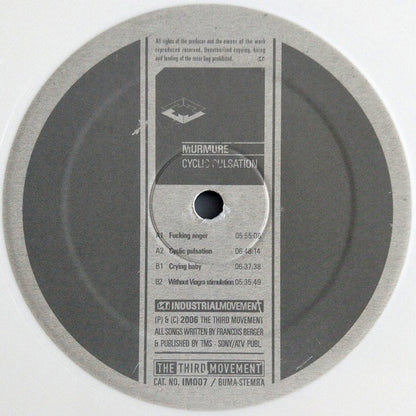 All rights of the producer and the owner of the work
reproduced reserved. Unauthorized copying, hiring
and lending of the recording prohibited.
MURMURE
CYCLIC PULSATION
A1 Fucking anger 05:55:08
A2 Cyclic pulsation 06:48:14
B1 Crying baby 06:37:38
B2 Without Viagra stimulation 05:35:49
INDUSTRIALMOVEMENT
(P) & (C) 2006 THE THIRD MOVEMENT
ALL SONGS WRITTEN BY FRANCOIS BERGER
& PUBLISHED BY TMS - SONY/ATV PUBL.
THE THIRD MOVEMENT
CAT. NO. IM007 / BUMA-STEMRA